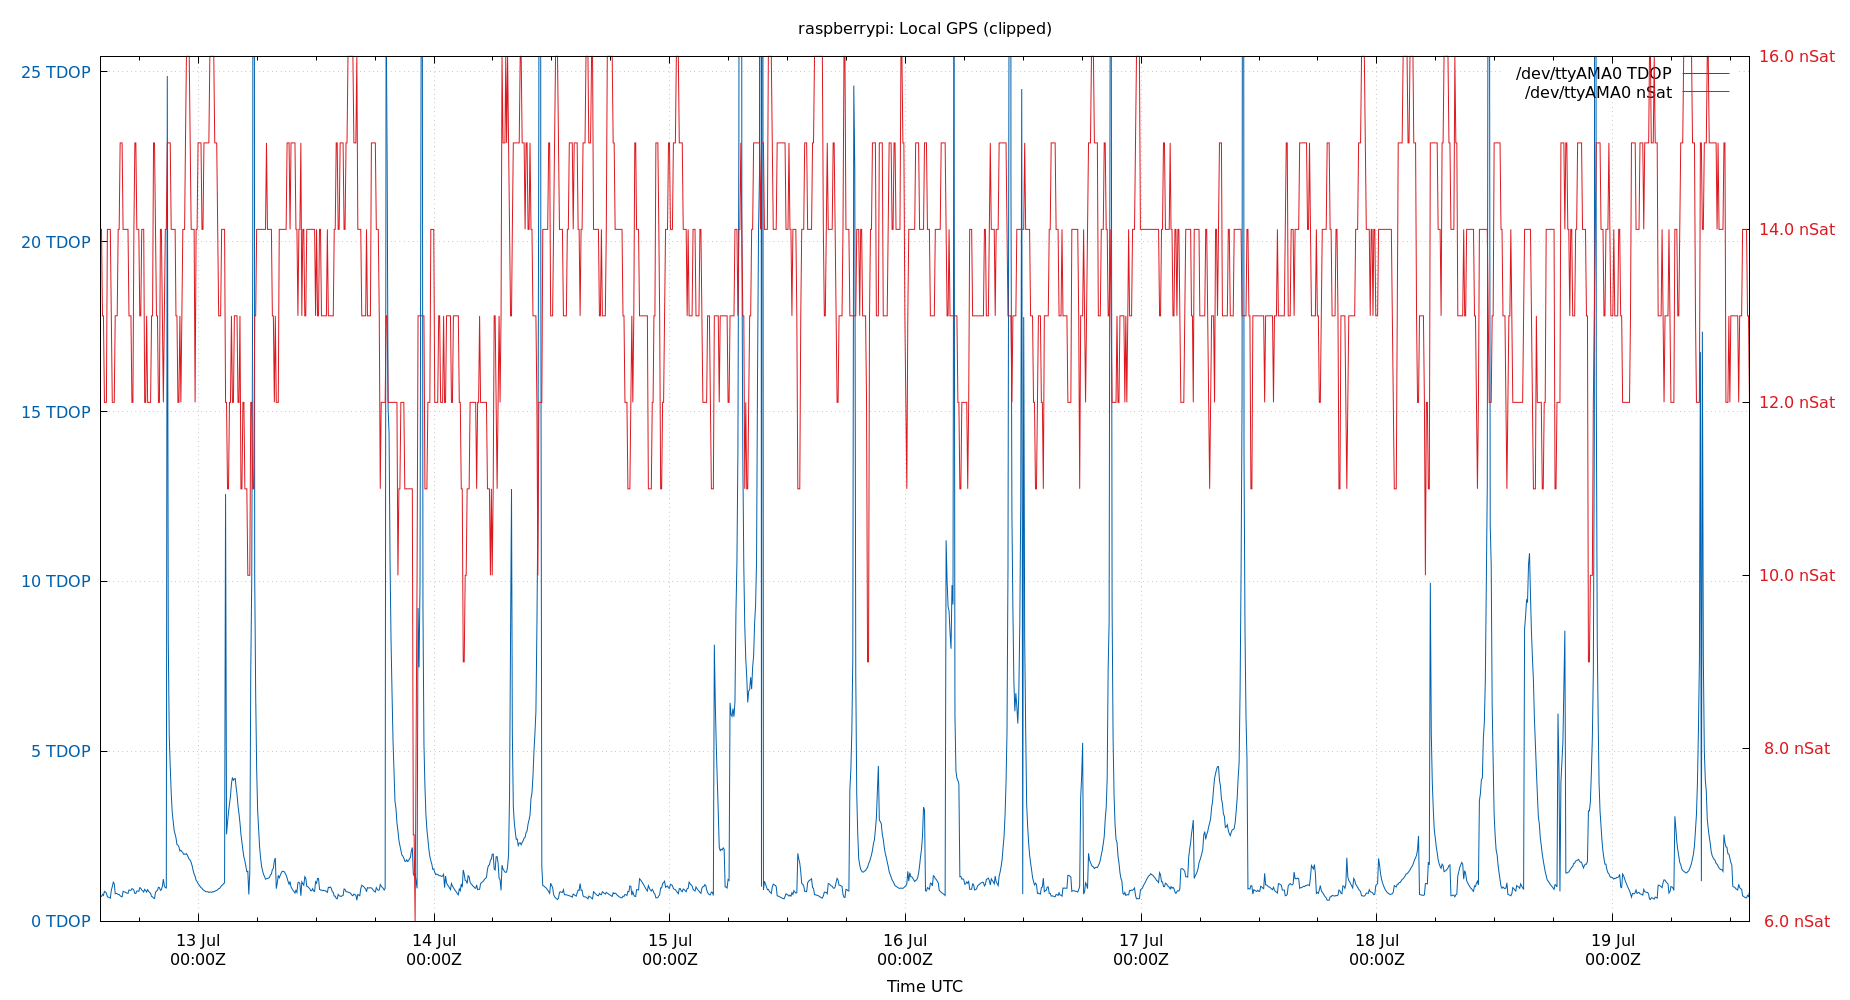 raspberrypi: Local GPS (clipped)
25 TDOP
20 TDOP
15 TDOP
10 TDOP
5 TDOP
0 TDOP
16.0 nSat
14.0 nSat
12.0 nSat
10.0 nSat
8.0 nSat
6.0 nSat
/dev/ttyAMA0 TDOP
/dev/ttyAMA0 nSat
13 Jul 14 Jul 15 Jul 16 Jul 17 Jul 18 Jul 19 Jul
00:00Z 00:00Z 00:00Z 00:00Z 00:00Z 00:00Z 00:00Z
Time UTC